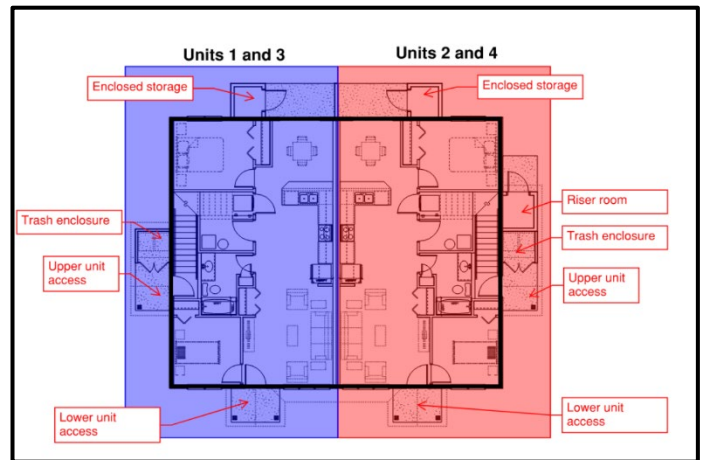 Units 1 and 3
Units 2 and 4
Enclosed storage
Enclosed storage
Trash enclosure
Riser room
Trash enclosure
Upper unit
access
Upper unit
access
Lower unit
access
Lower unit
access